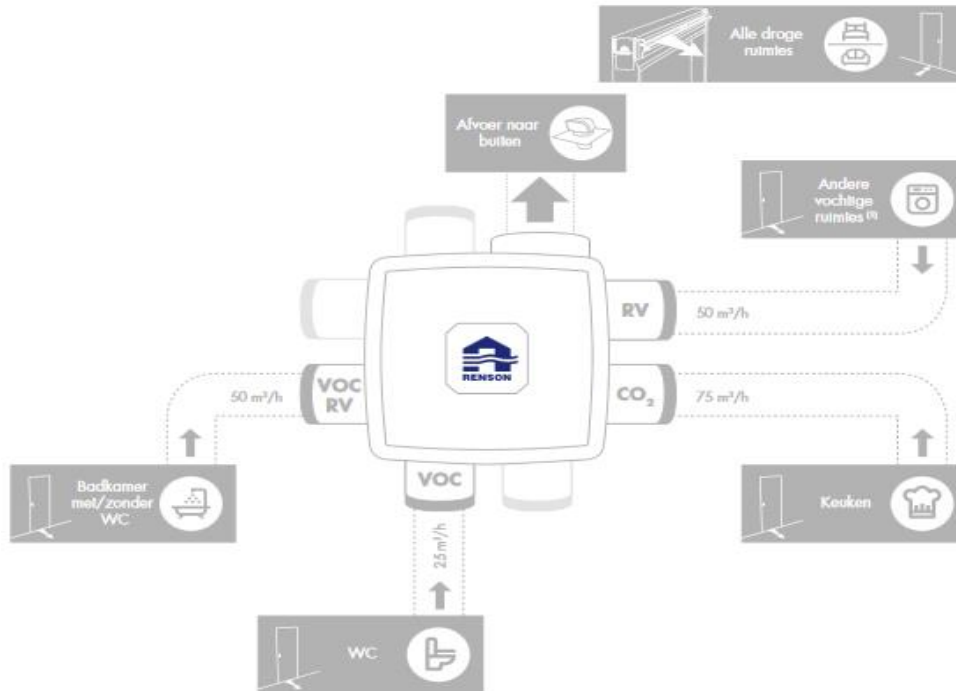 Alle droge
ruimtes
Afvoer naar
buiten
Andere
vochtige
ruimtes (1)
RV
50 m³/h
RENSON
50 m³/h
VOC
RV
CO₂
75 m³/h
VOC
Badkamer
met/zonder
WC
Keuken
25 m³/h
WC